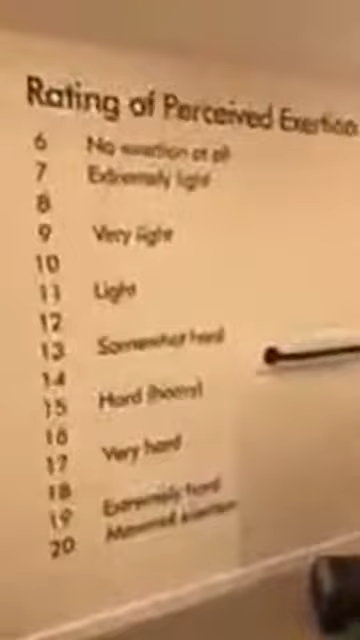 Rating of Perceived Exertion
6 No exertion at all
7 Extremely light
8
9 Very light
10
11 Light
12
13 Somewhat hard
14
15 Hard (heavy)
16
17 Very hard
18
19 Extremely hard
20 Maximal exertion